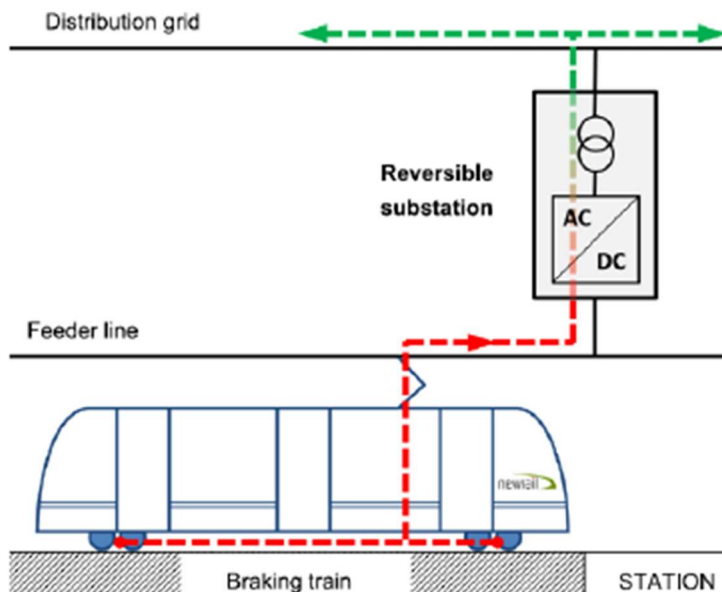 Distribution grid
Reversible
substation
AC
DC
Feeder line
newrail
Braking train
STATION